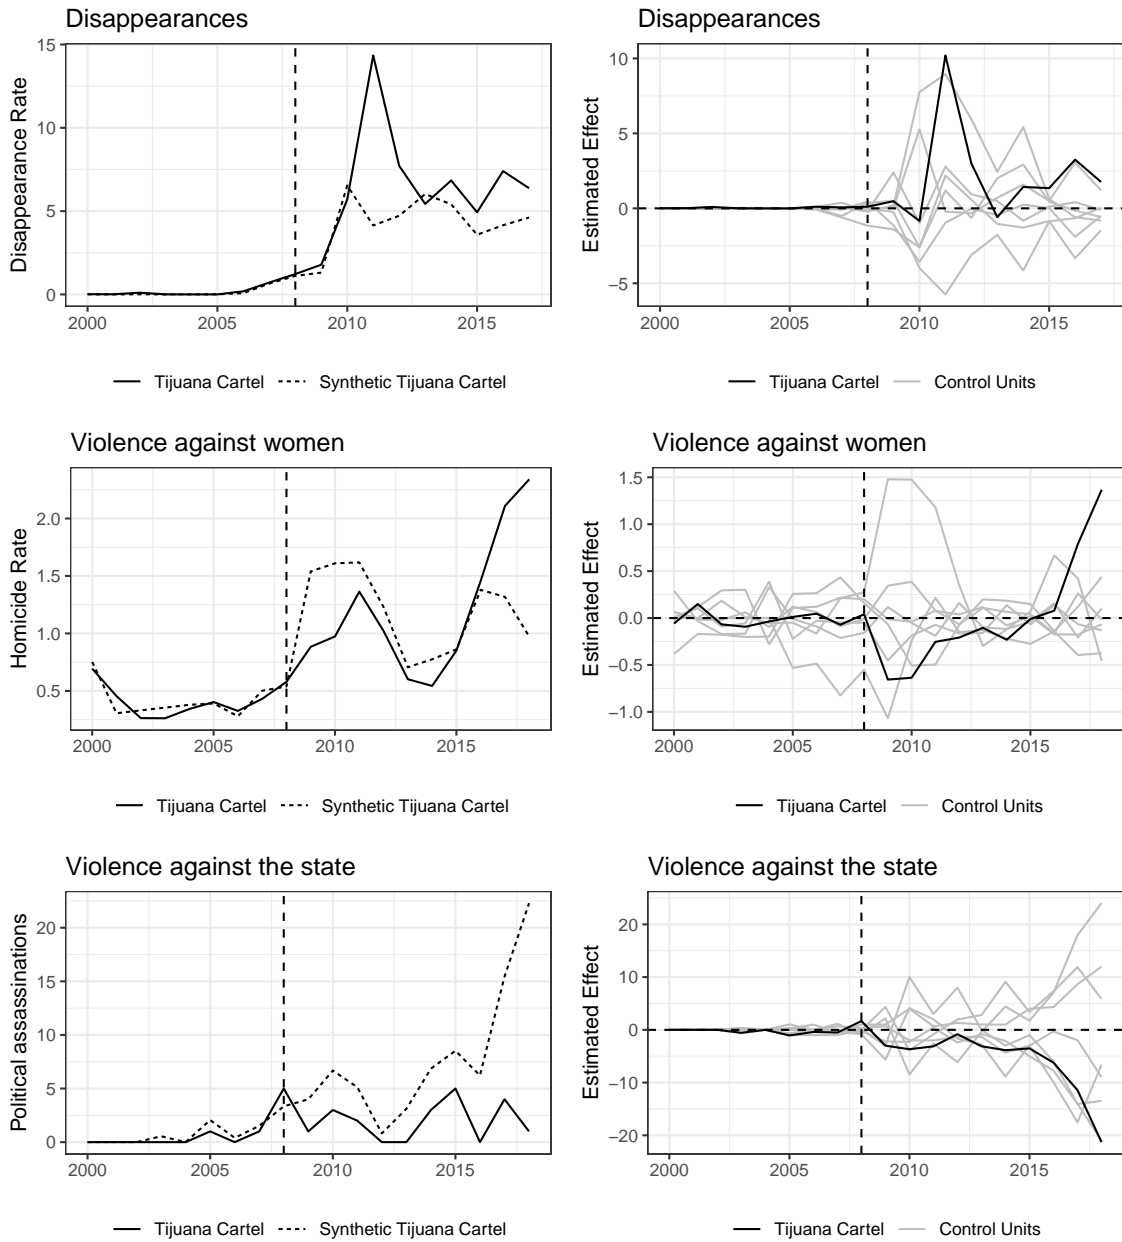 Disappearances
Disappearance Rate
15
10
5
0
2000 2005 2010 2015
Tijuana Cartel Synthetic Tijuana Cartel
Disappearances
Estimated Effect
10
5
0
−5
2000 2005 2010 2015
Tijuana Cartel Control Units
Violence against women
Homicide Rate
2.0
1.5
1.0
0.5
2000 2005 2010 2015
Tijuana Cartel Synthetic Tijuana Cartel
Violence against women
Estimated Effect
1.5
1.0
0.5
0.0
−0.5
−1.0
2000 2005 2010 2015
Tijuana Cartel Control Units
Violence against the state
Political assassinations
20
15
10
5
0
2000 2005 2010 2015
Tijuana Cartel Synthetic Tijuana Cartel
Violence against the state
Estimated Effect
20
10
0
−10
−20
2000 2005 2010 2015
Tijuana Cartel Control Units